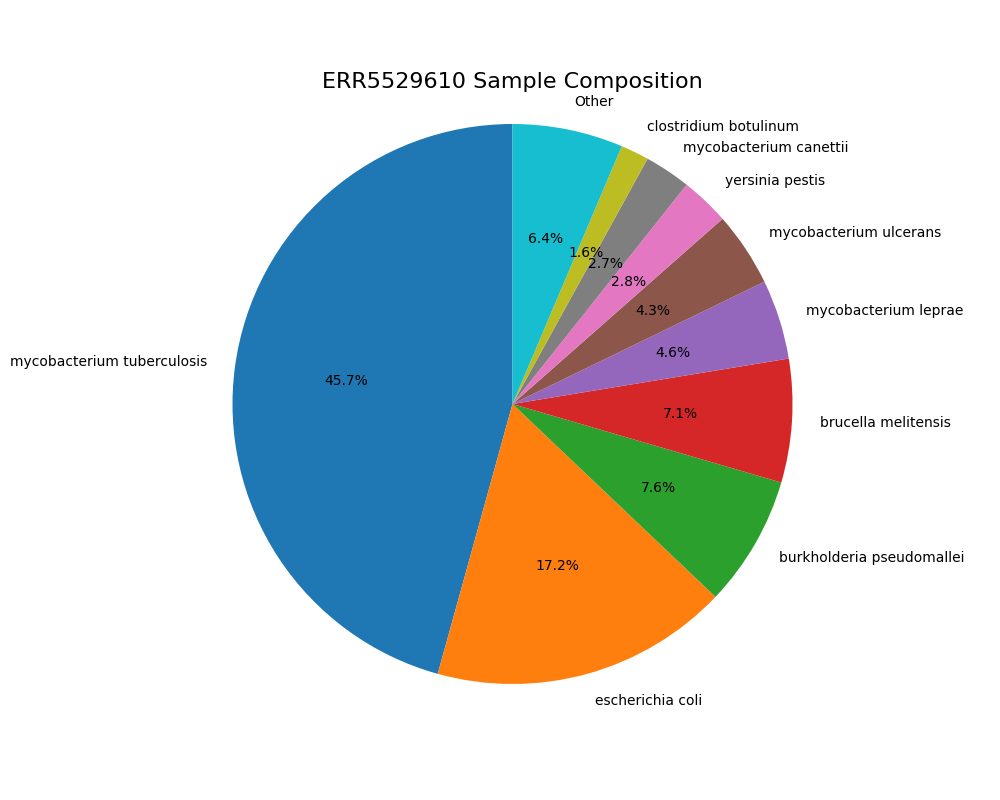 ERR5529610 Sample Composition
Other
clostridium botulinum
mycobacterium canettii
yersinia pestis
mycobacterium ulcerans
mycobacterium leprae
brucella melitensis
burkholderia pseudomallei
escherichia coli
mycobacterium tuberculosis
6.4%
1.6%
2.7%
2.8%
4.3%
4.6%
7.1%
7.6%
17.2%
45.7%